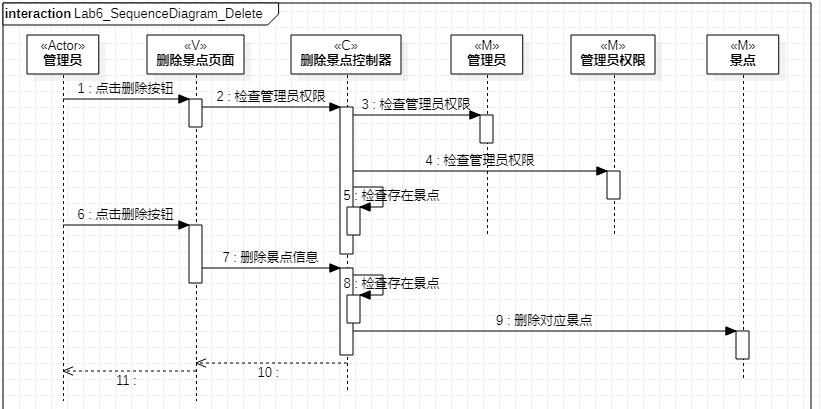 interaction Lab6_SequenceDiagram_Delete
«Actor»
管理员
«V»
删除景点页面
«C»
删除景点控制器
«M»
管理员
«M»
管理员权限
«M»
景点
1 : 点击删除按钮
2 : 检查管理员权限
3 : 检查管理员权限
4 : 检查管理员权限
5 : 检查存在景点
6 : 点击删除按钮
7 : 删除景点信息
8 : 检查存在景点
9 : 删除对应景点
10 :
11 :